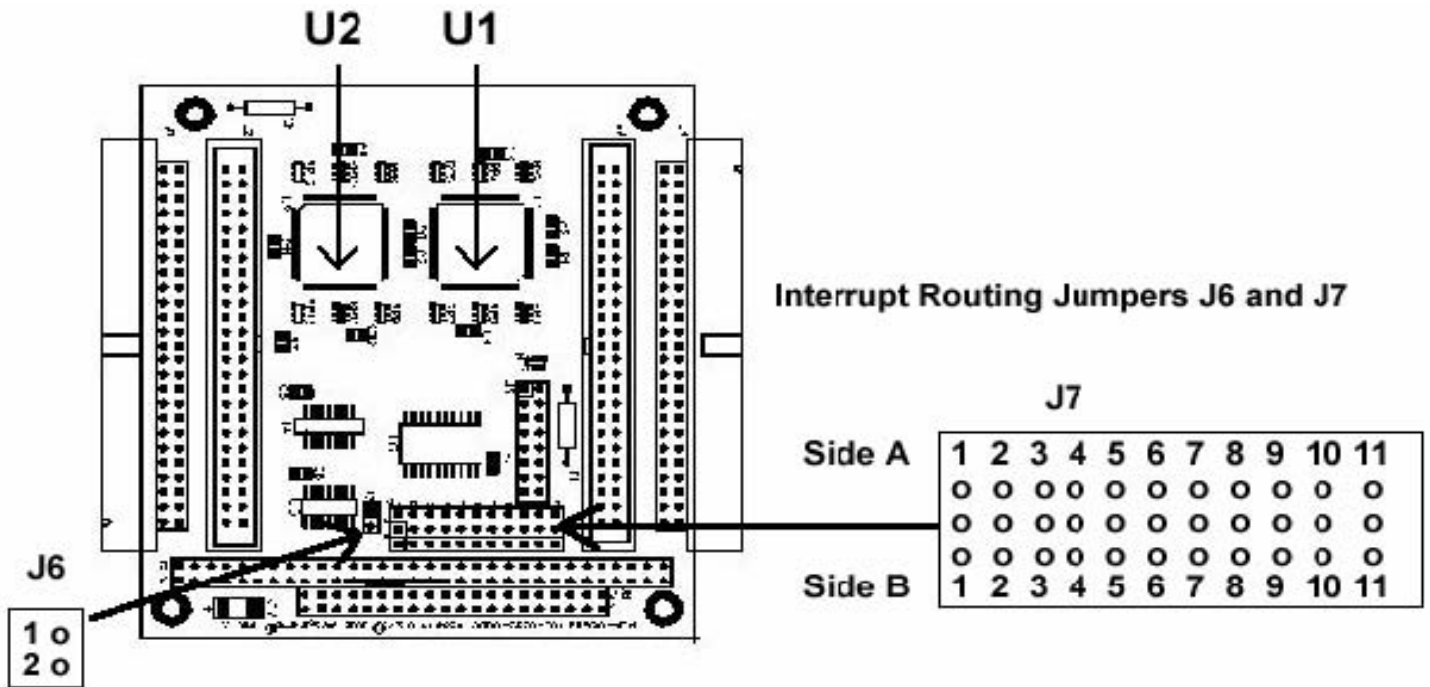 U2 U1
Interrupt Routing Jumpers J6 and J7
J7
Side A 1 2 3 4 5 6 7 8 9 10 11
o o o o o o o o o o o
o o o o o o o o o o o
o o o o o o o o o o o
Side B 1 2 3 4 5 6 7 8 9 10 11
J6
1 o
2 o